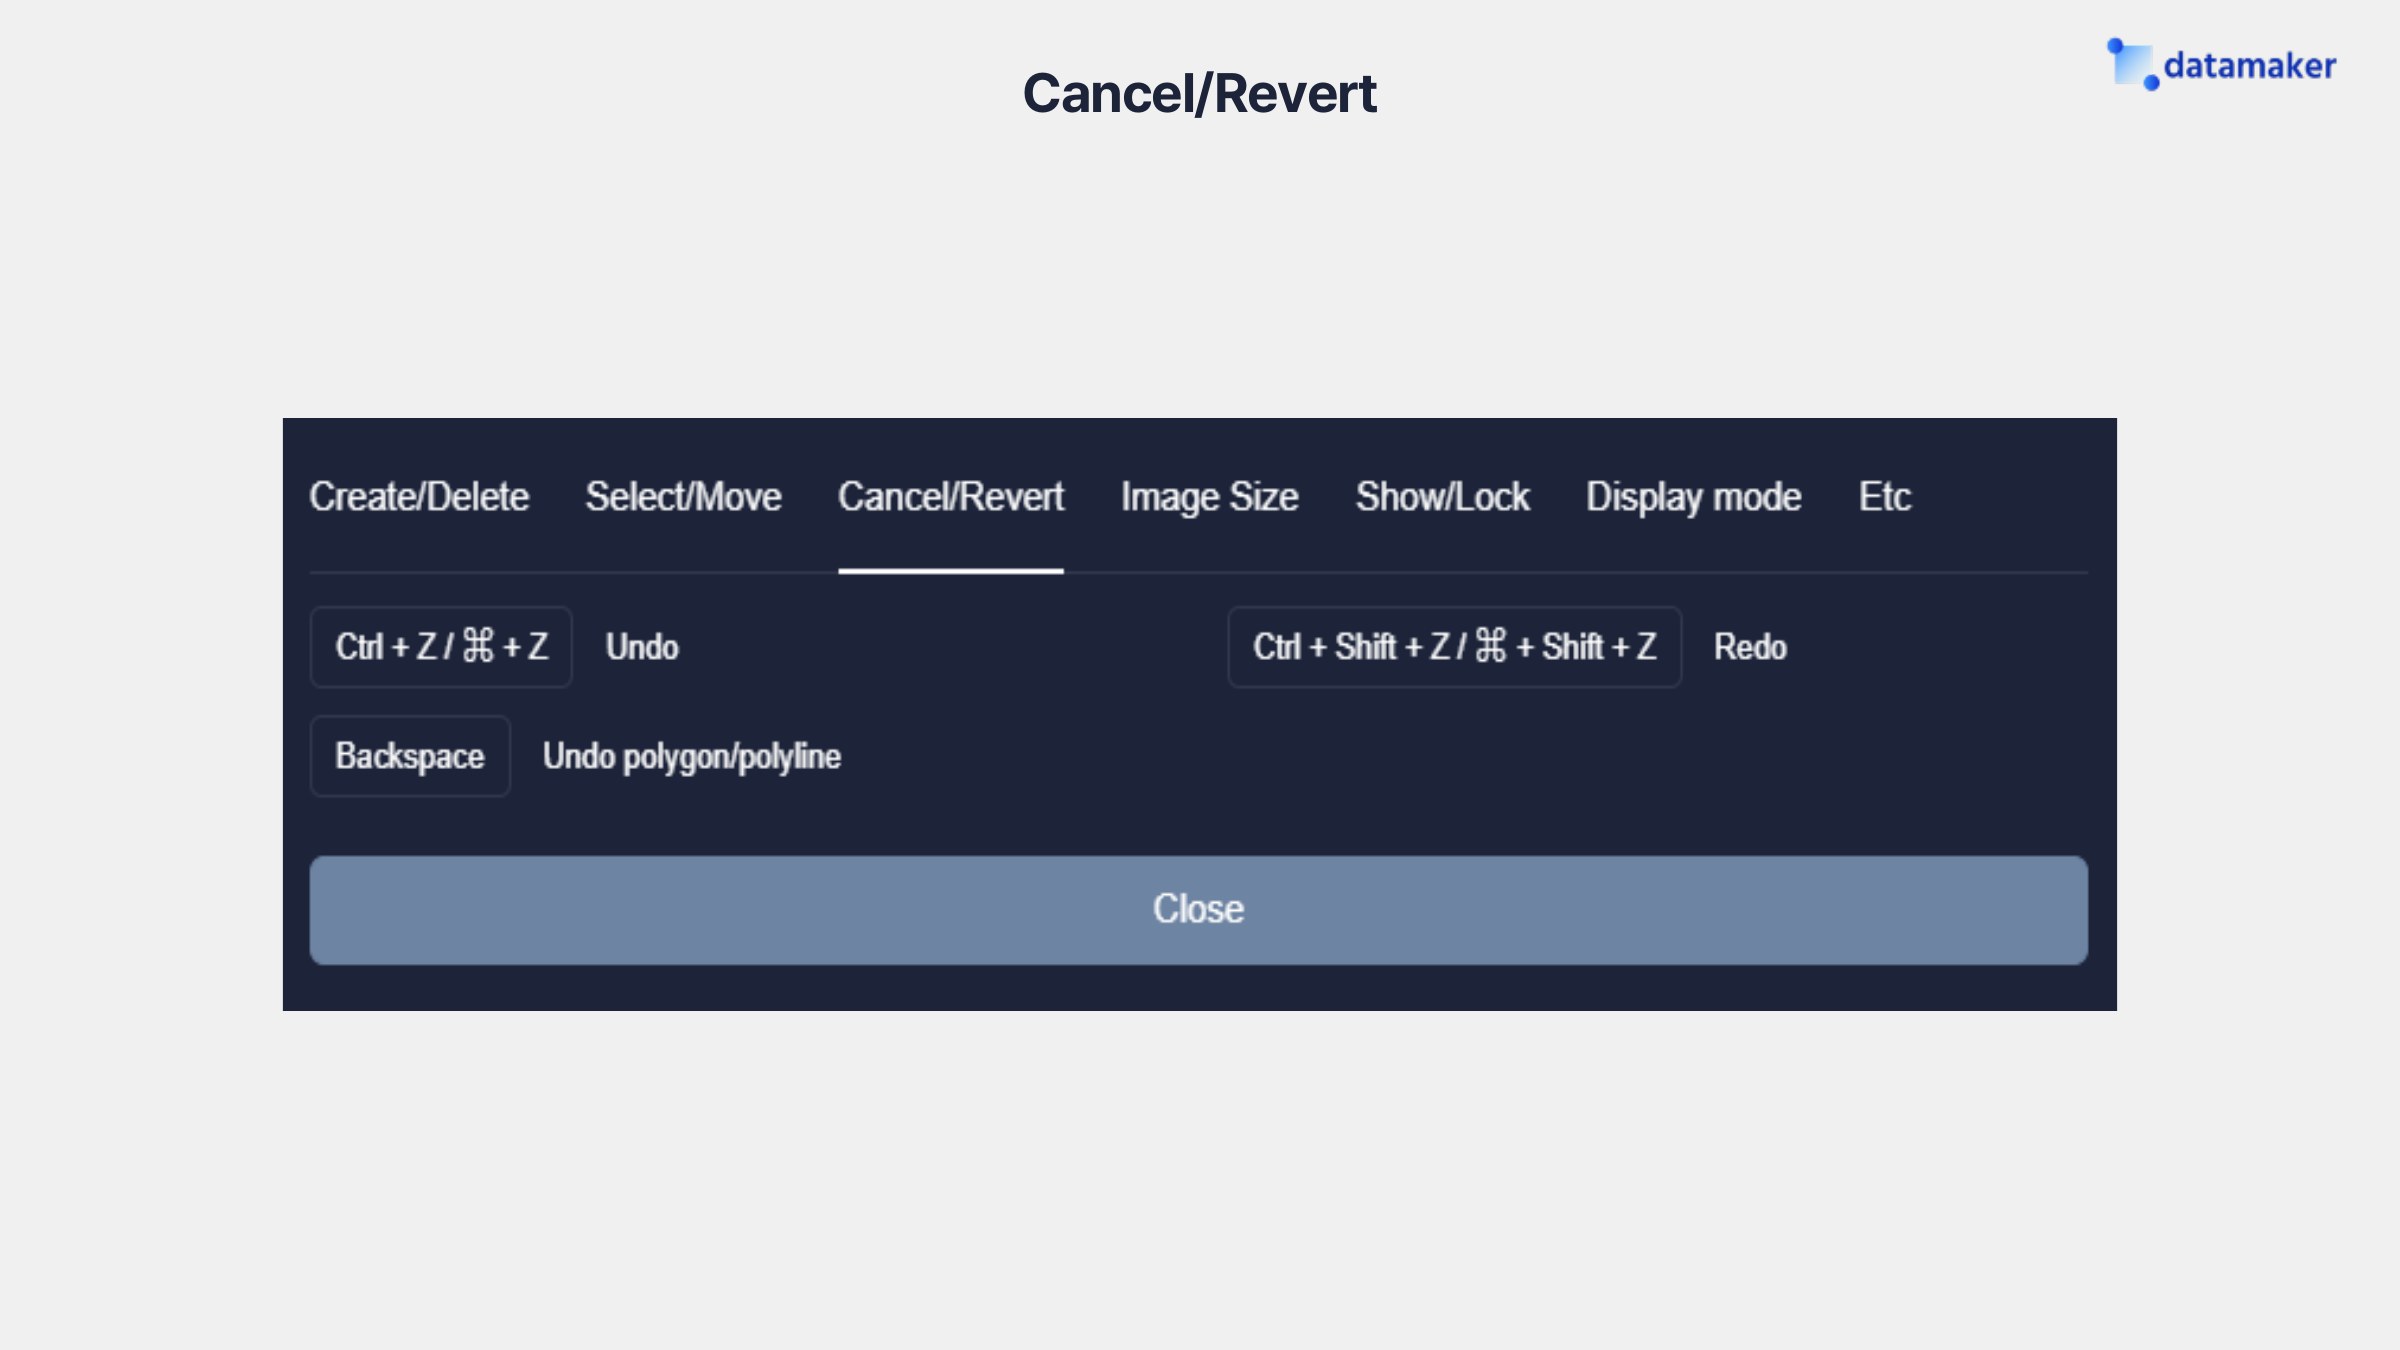 Cancel/Revert
datamaker
Create/Delete Select/Move Cancel/Revert Image Size Show/Lock Display mode Etc
Ctrl + Z / ⌘ + Z Undo Ctrl + Shift + Z / ⌘ + Shift + Z Redo
Backspace Undo polygon/polyline
Close